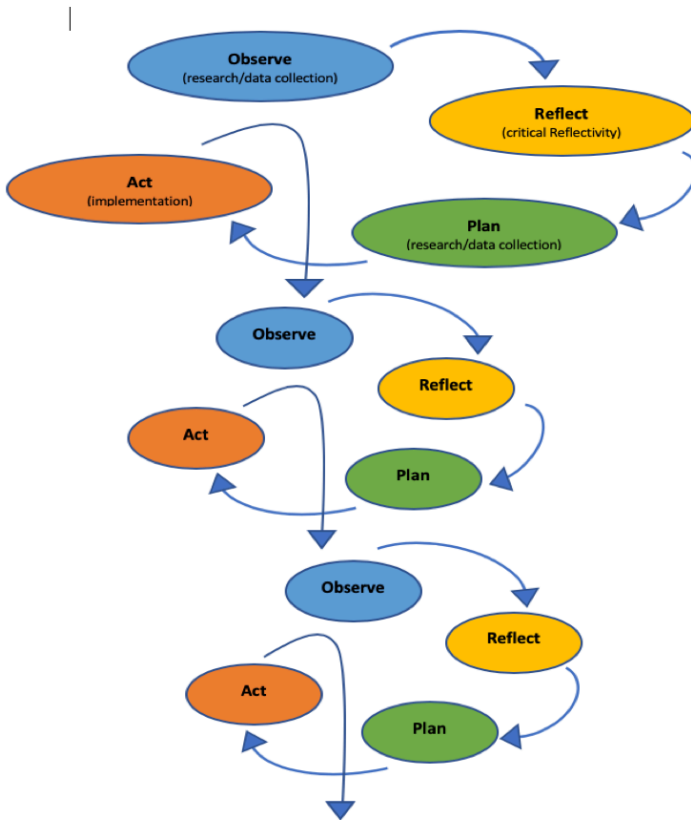 Observe
(research/data collection)
Reflect
(critical Reflectivity)
Act
(implementation)
Plan
(research/data collection)
Observe
Reflect
Act
Plan
Observe
Reflect
Act
Plan